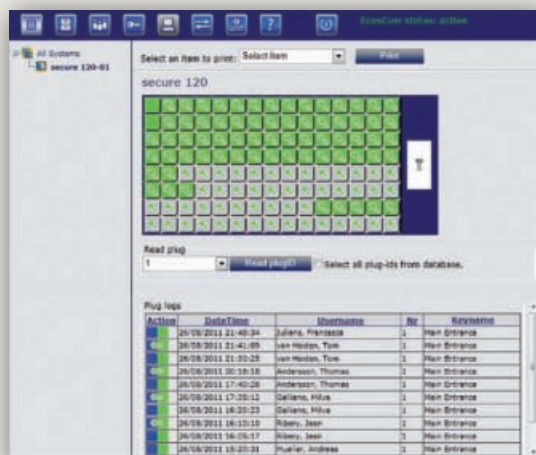 EcosCom status: active
All Systems
secure 120-01
Select an item to print: Select item Print
secure 120
Read plug
1 Read plugID Select all plug-ids from database.
Plug logs
Action DateTime Username Nr Keyname
26/08/2011 21:48:34 Juliana, Francesca 1 Main Entrance
26/08/2011 21:41:09 van Heiden, Tom 1 Main Entrance
26/08/2011 21:30:25 van Heiden, Tom 1 Main Entrance
26/08/2011 20:18:18 Andersson, Thomas 1 Main Entrance
26/08/2011 17:40:28 Andersson, Thomas 1 Main Entrance
26/08/2011 17:35:12 1 Main Entrance
26/08/2011 16:20:23 1 Main Entrance
26/08/2011 16:10:10 Ribery, Jean 1 Main Entrance
26/08/2011 16:05:17 Ribery, Jean 1 Main Entrance
26/08/2011 15:20:31 Mueller, Andreas 1 Main Entrance